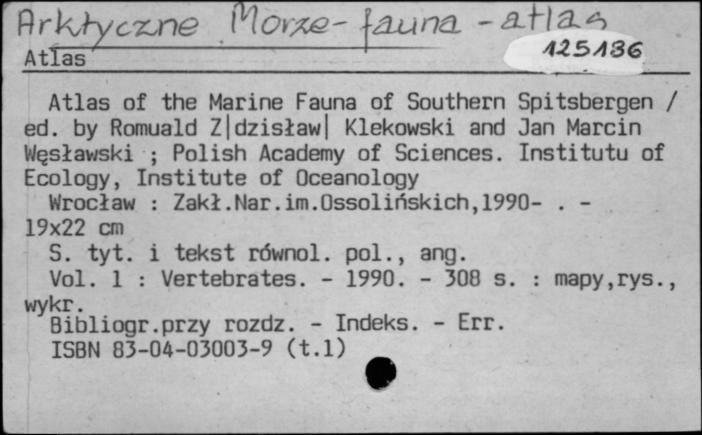 Arktyczne Morze - fauna - atlas
125136
Atlas
Atlas of the Marine Fauna of Southern Spitsbergen /
ed. by Romuald Z|dzisław| Klekowski and Jan Marcin
Węsławski ; Polish Academy of Sciences. Institutu of
Ecology, Institute of Oceanology
Wrocław : Zakł.Nar.im.Ossolińskich,1990- . -
19x22 cm
S. tyt. i tekst równol. pol., ang.
Vol. 1 : Vertebrates. - 1990. - 308 s. : mapy,rys.,
wykr.
Bibliogr.przy rozdz. - Indeks. - Err.
ISBN 83-04-03003-9 (t.1)